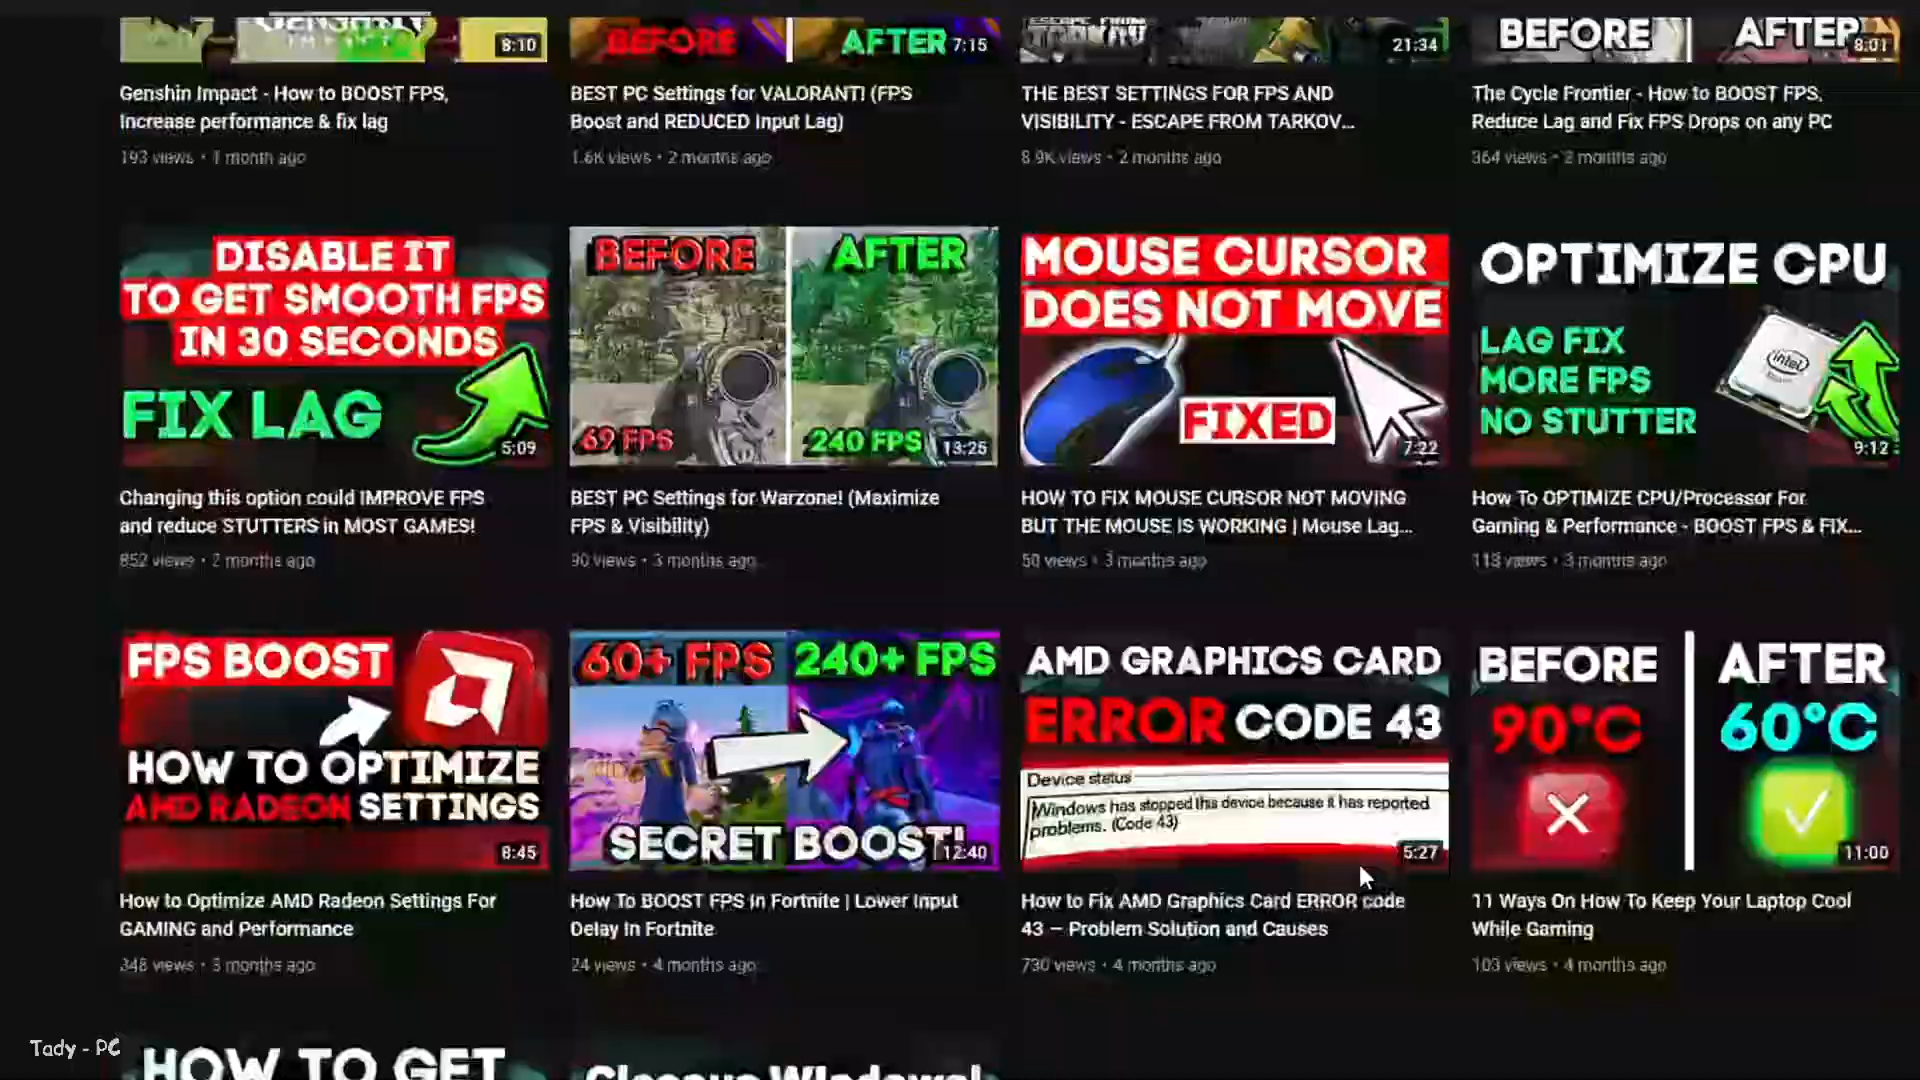 GENSHIN
IMPACT
8:10
BEFORE
AFTER
7:15
ESCAPE FROM
TARKOV
21:34
BEFORE
AFTER
8:01
Genshin Impact - How to BOOST FPS,
Increase performance & fix lag
193 views • 1 month ago
BEST PC Settings for VALORANT! (FPS
Boost and REDUCED Input Lag)
1.6K views • 2 months ago
THE BEST SETTINGS FOR FPS AND
VISIBILITY - ESCAPE FROM TARKOV...
8.9K views • 2 months ago
The Cycle Frontier - How to BOOST FPS,
Reduce Lag and Fix FPS Drops on any PC
364 views • 2 months ago
DISABLE IT
TO GET SMOOTH FPS
IN 30 SECONDS
FIX LAG
5:09
BEFORE
AFTER
69 FPS
240 FPS
13:25
MOUSE CURSOR
DOES NOT MOVE
FIXED
7:22
OPTIMIZE CPU
LAG FIX
MORE FPS
NO STUTTER
intel
9:12
Changing this option could IMPROVE FPS
and reduce STUTTERS in MOST GAMES!
852 views • 2 months ago
BEST PC Settings for Warzone! (Maximize
FPS & Visibility)
90 views • 3 months ago
HOW TO FIX MOUSE CURSOR NOT MOVING
BUT THE MOUSE IS WORKING | Mouse Lag...
50 views • 3 months ago
How To OPTIMIZE CPU/Processor For
Gaming & Performance - BOOST FPS & FIX...
113 views • 3 months ago
FPS BOOST
HOW TO OPTIMIZE
AMD RADEON SETTINGS
8:45
60+ FPS
240+ FPS
SECRET BOOST!
12:40
AMD GRAPHICS CARD
ERROR CODE 43
Device status
Windows has stopped this device because it has reported
problems. (Code 43)
5:27
BEFORE
AFTER
90°C
60°C
11:00
How to Optimize AMD Radeon Settings For
GAMING and Performance
348 views • 3 months ago
How To BOOST FPS In Fortnite | Lower Input
Delay In Fortnite
24 views • 4 months ago
How to Fix AMD Graphics Card ERROR code
43 – Problem Solution and Causes
730 views • 4 months ago
11 Ways On How To Keep Your Laptop Cool
While Gaming
103 views • 4 months ago
Tady - PC
HOW TO GET
Cleanup Windows!